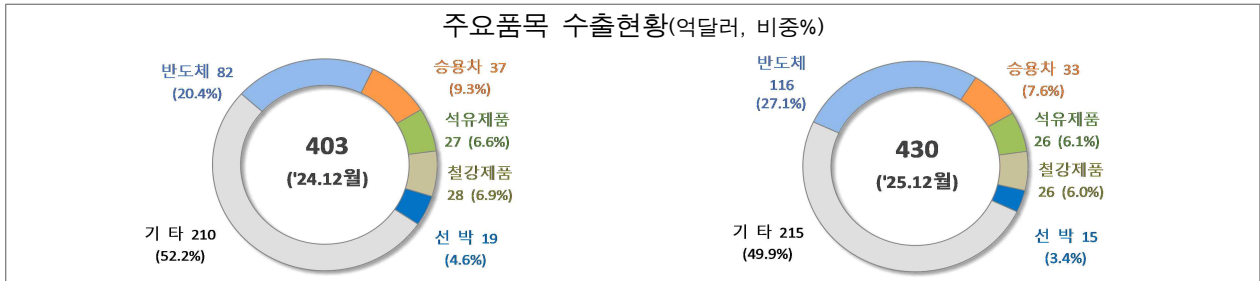 주요품목 수출현황(억달러, 비중%)
반도체 82
(20.4%)
승용차 37
(9.3%)
석유제품
27 (6.6%)
철강제품
28 (6.9%)
선 박 19
(4.6%)
기 타 210
(52.2%)
403
('24.12월)
반도체
116
(27.1%)
승용차 33
(7.6%)
석유제품
26 (6.1%)
철강제품
26 (6.0%)
선 박 15
(3.4%)
기 타 215
(49.9%)
430
('25.12월)